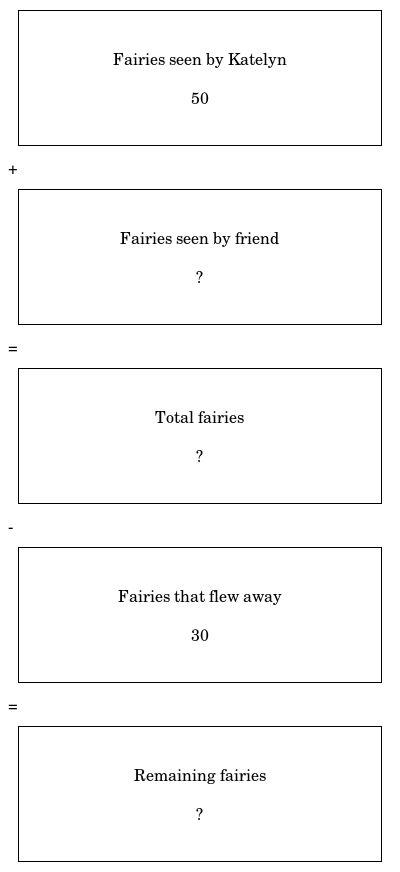 Fairies seen by Katelyn
50
+
Fairies seen by friend
?
=
Total fairies
?
-
Fairies that flew away
30
=
Remaining fairies
?